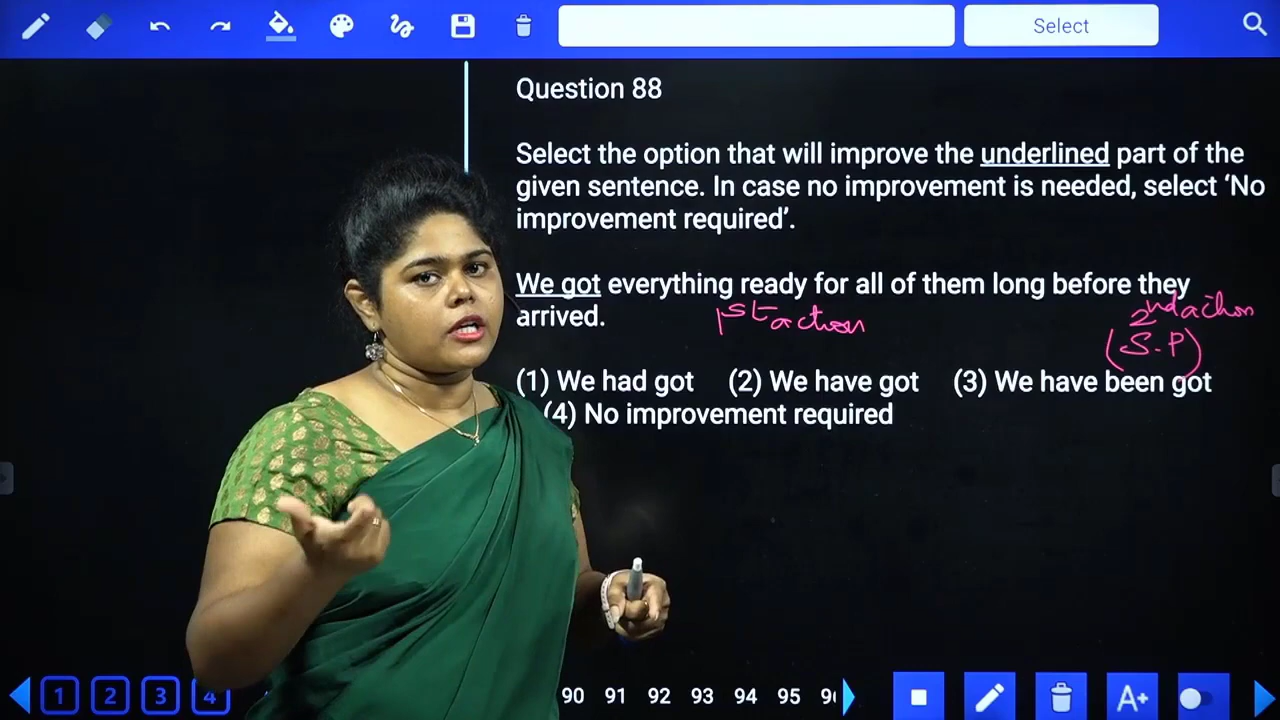 Select
Question 88
Select the option that will improve the underlined part of the
given sentence. In case no improvement is needed, select ‘No
improvement required’.
We got everything ready for all of them long before they
arrived.
1st action
2nd action
(S.P)
(1) We had got (2) We have got (3) We have been got
(4) No improvement required
1 2 3 4 90 91 92 93 94 95
A+